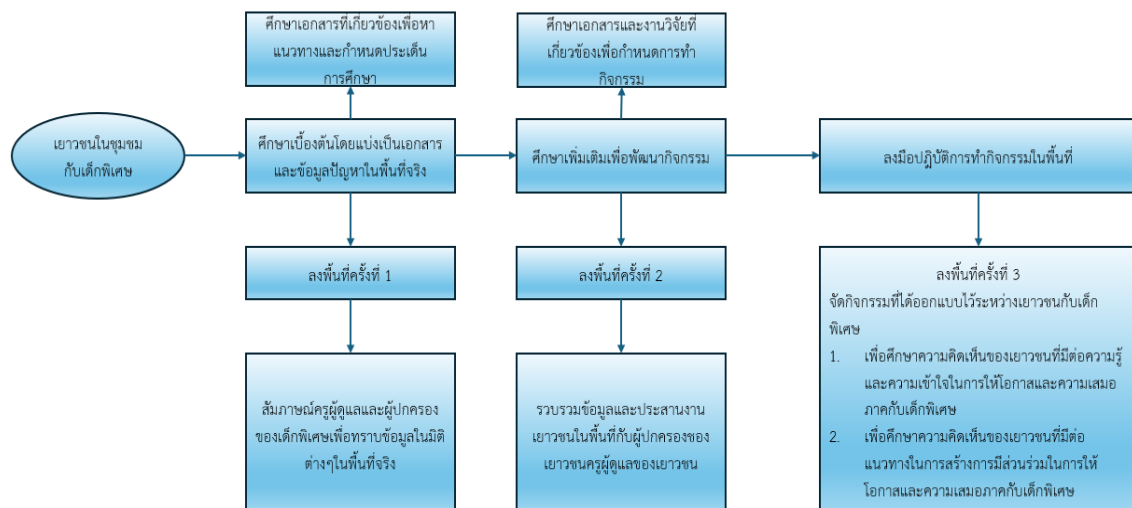 ศึกษาเอกสารที่เกี่ยวข้องเพื่อหา
แนวทางและกำหนดประเด็น
การศึกษา
ศึกษาเอกสารและงานวิจัยที่
เกี่ยวข้องเพื่อกำหนดการทำ
กิจกรรม
เยาวชนในชุมชม
กับเด็กพิเศษ
ศึกษาเบื้องต้นโดยแบ่งเป็นเอกสาร
และข้อมูลปัญหาในพื้นที่จริง
ศึกษาเพิ่มเติมเพื่อพัฒนากิจกรรม
ลงมือปฏิบัติการทำกิจกรรมในพื้นที่
ลงพื้นที่ครั้งที่ 1
ลงพื้นที่ครั้งที่ 2
ลงพื้นที่ครั้งที่ 3
จัดกิจกรรมที่ได้ออกแบบไว้ระหว่างเยาวชนกับเด็ก
พิเศษ
1. เพื่อศึกษาความคิดเห็นของเยาวชนที่มีต่อความรู้
และความเข้าใจในการให้โอกาสและความเสมอ
ภาคกับเด็กพิเศษ
2. เพื่อศึกษาความคิดเห็นของเยาวชนที่มีต่อ
แนวทางในการสร้างการมีส่วนร่วมในการให้
โอกาสและความเสมอภาคกับเด็กพิเศษ
สัมภาษณ์ครูผู้ดูแลและผู้ปกครอง
ของเด็กพิเศษเพื่อทราบข้อมูลในมิติ
ต่างๆในพื้นที่จริง
รวบรวมข้อมูลและประสานงาน
เยาวชนในพื้นที่กับผู้ปกครองของ
เยาวชนครูผู้ดูแลของเยาวชน